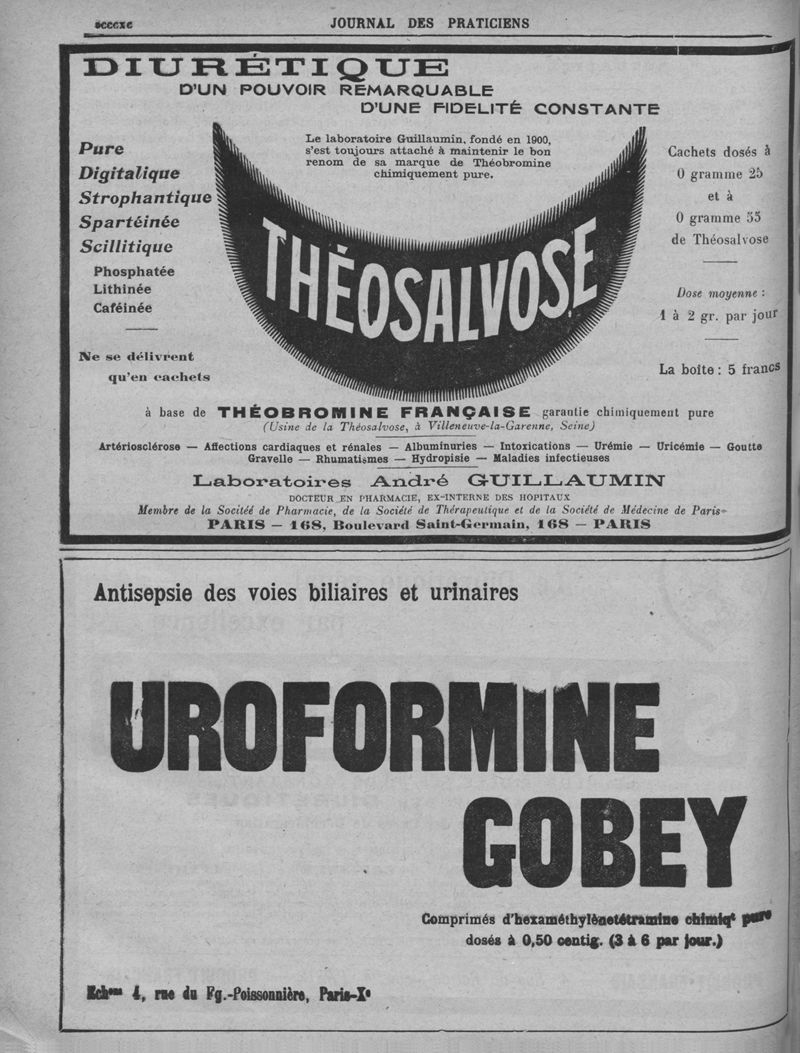 JOURNAL DES PRATICIENS
DIURÉTIQUE
D'UN POUVOIR REMARQUABLE
D'UNE FIDELITÉ CONSTANTE
Le laboratoire Guillaumin, fondé en 1900,
s'est toujours attaché à maintenir le bon
renom de sa marque de Théobromine
chimiquement pure.
Pure
Digitalique
Strophantique
Spartéinée
Scillitique
Phosphatée
Lithinée
Caféinée
Ne se délivrent
qu'en cachets
THÉOSALVOSE
Cachets dosés à
0 gramme 25
et à
0 gramme 55
de Théosalvose
Dose moyenne :
1 à 2 gr. par jour
La boîte : 5 francs
à base de THÉOBROMINE FRANÇAISE garantie chimiquement pure
(Usine de la Théosalvose, à Villeneuve-la-Garenne, Seine)
Artériosclérose — Affections cardiaques et rénales — Albuminuries — Intoxications — Urémie — Uricémie — Goutte
Gravelle — Rhumatismes — Hydropisie — Maladies infectieuses
Laboratoires André GUILLAUMIN
DOCTEUR EN PHARMACIE, EX-INTERNE DES HOPITAUX
Membre de la Socitéé de Pharmacie, de la Société de Thérapeutique et de la Société de Médecine de Paris
PARIS — 168, Boulevard Saint-Germain, 168 — PARIS
Antisepsie des voies biliaires et urinaires
UROFORMINE
GOBEY
Comprimés d'hexaméthylènetétramine chimiqt pure
dosés à 0,50 centig. (3 à 6 par jour.)
Echons 4, rue du Fg.-Poissonnière, Paris-Xe